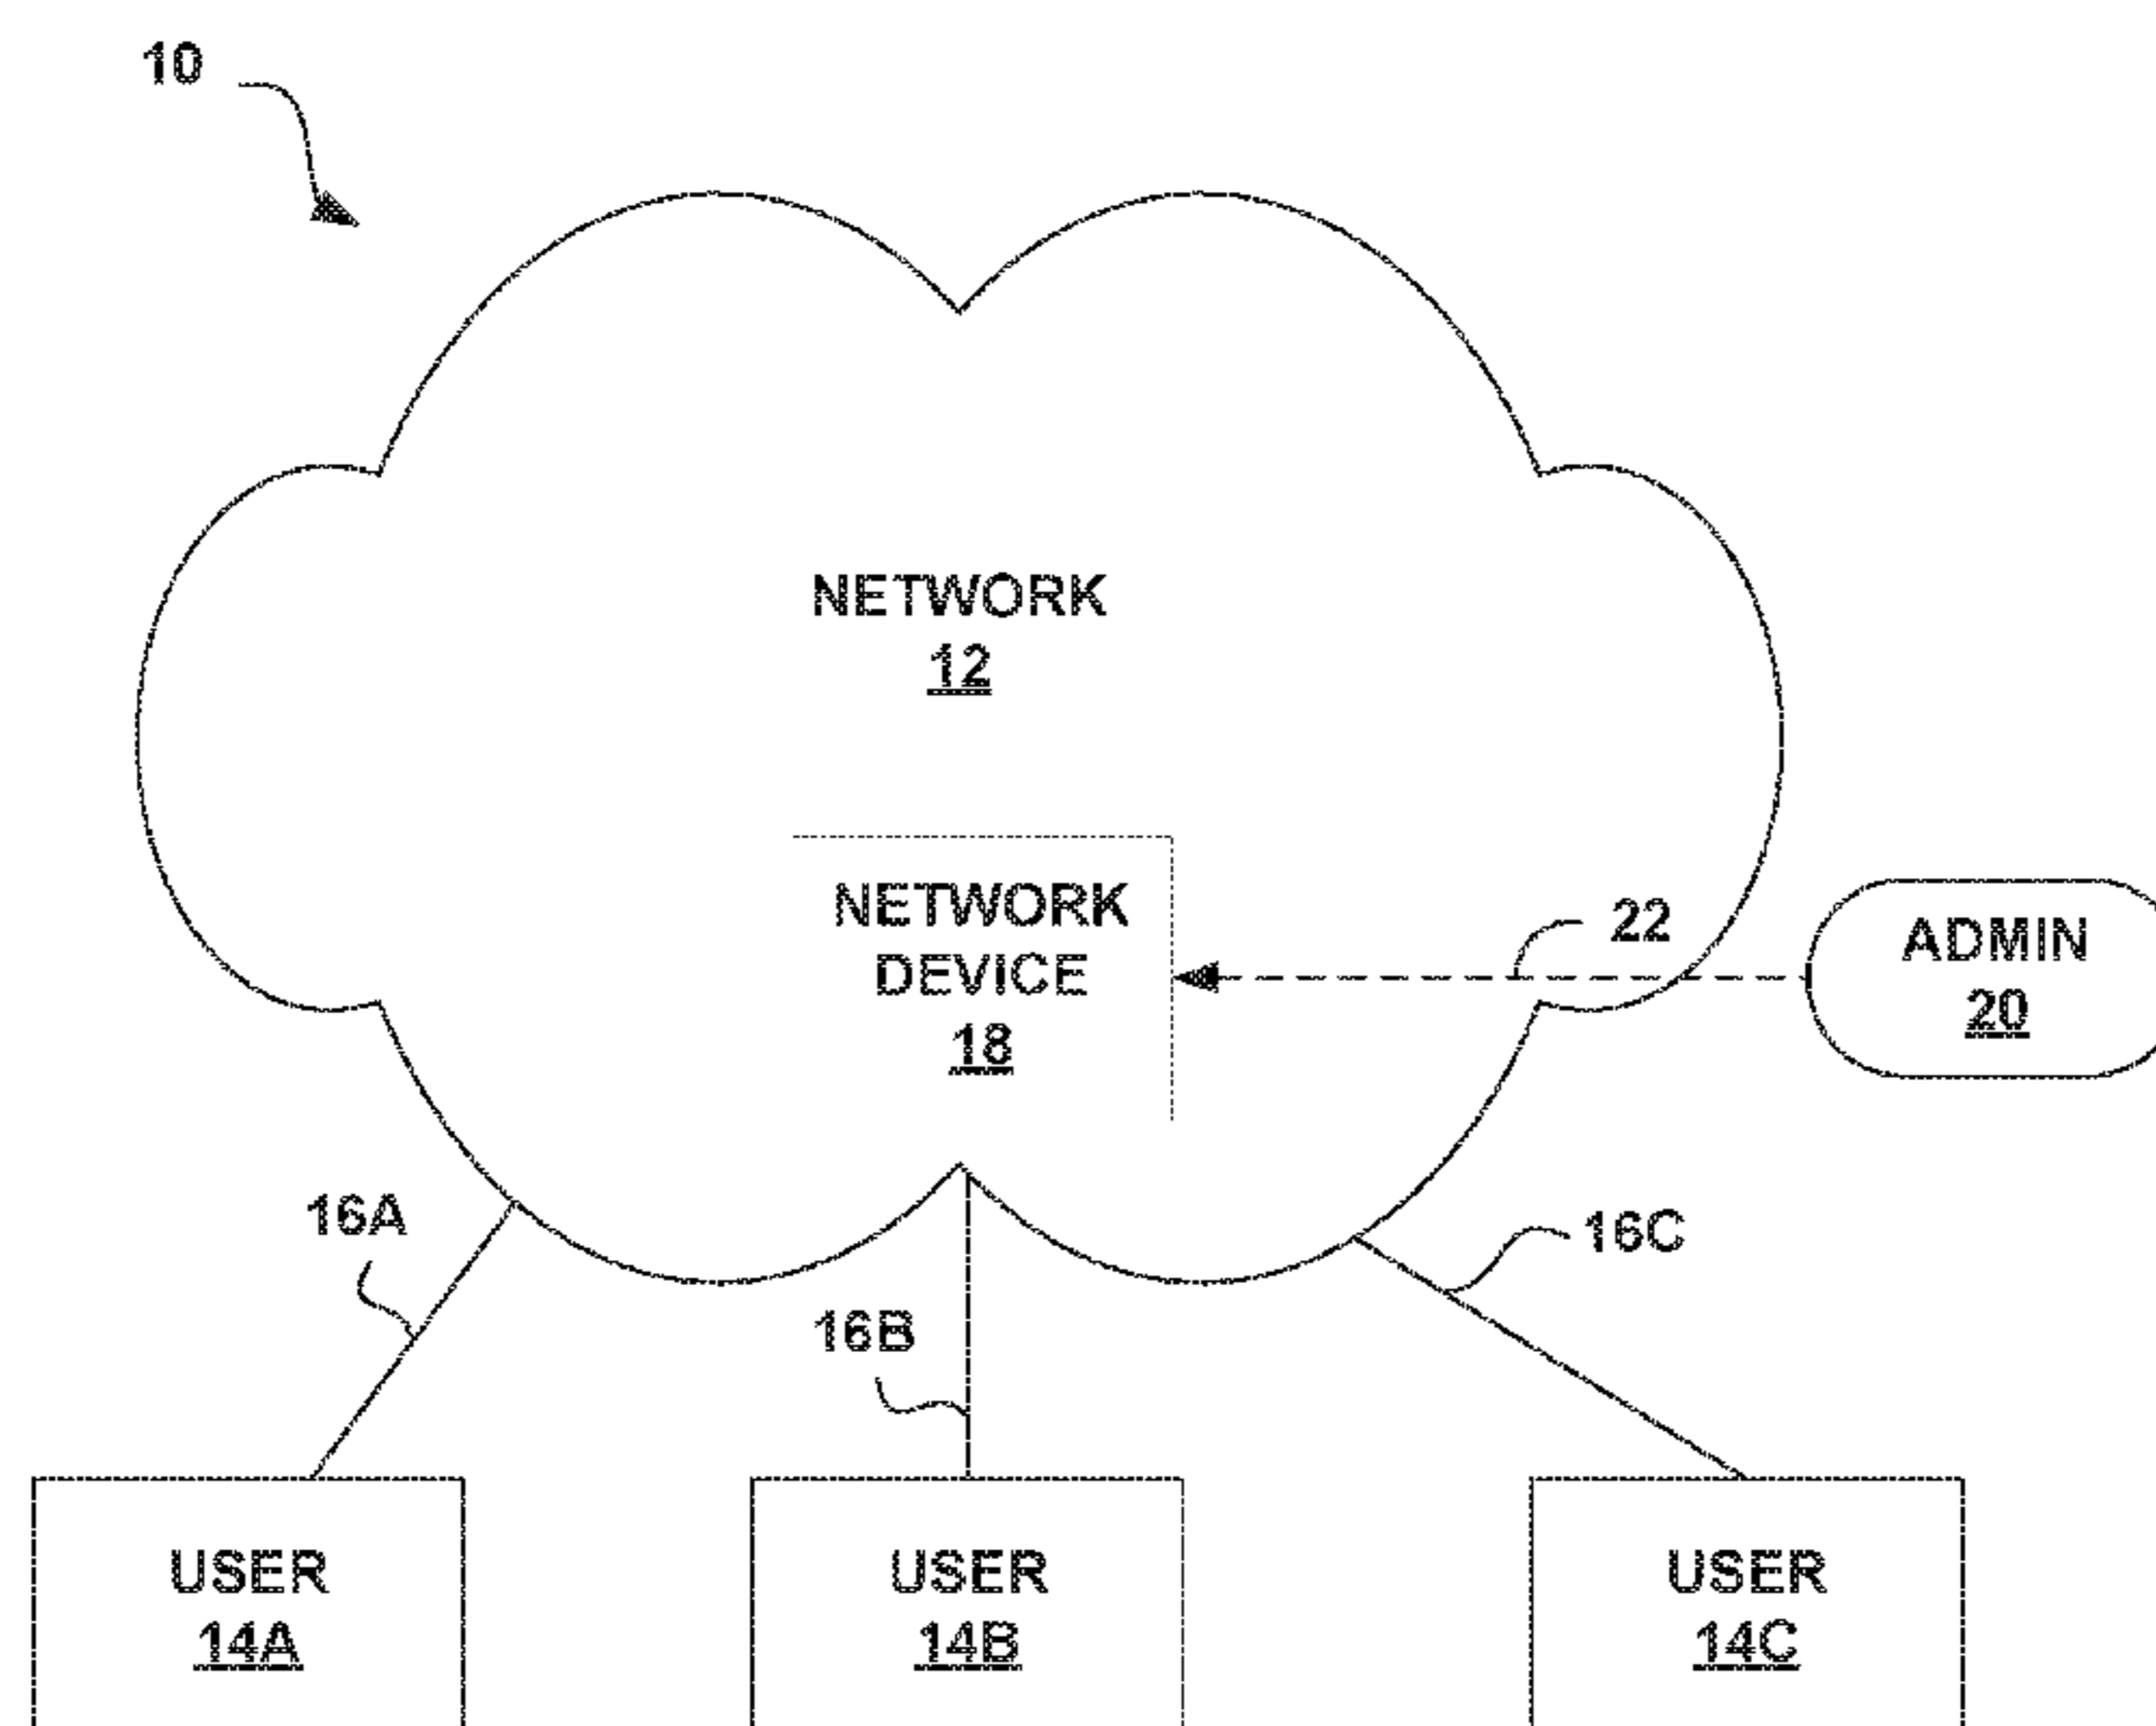 10
NETWORK
12
NETWORK
DEVICE
18
22
ADMIN
20
16A
16B
16C
USER
14A
USER
14B
USER
14C